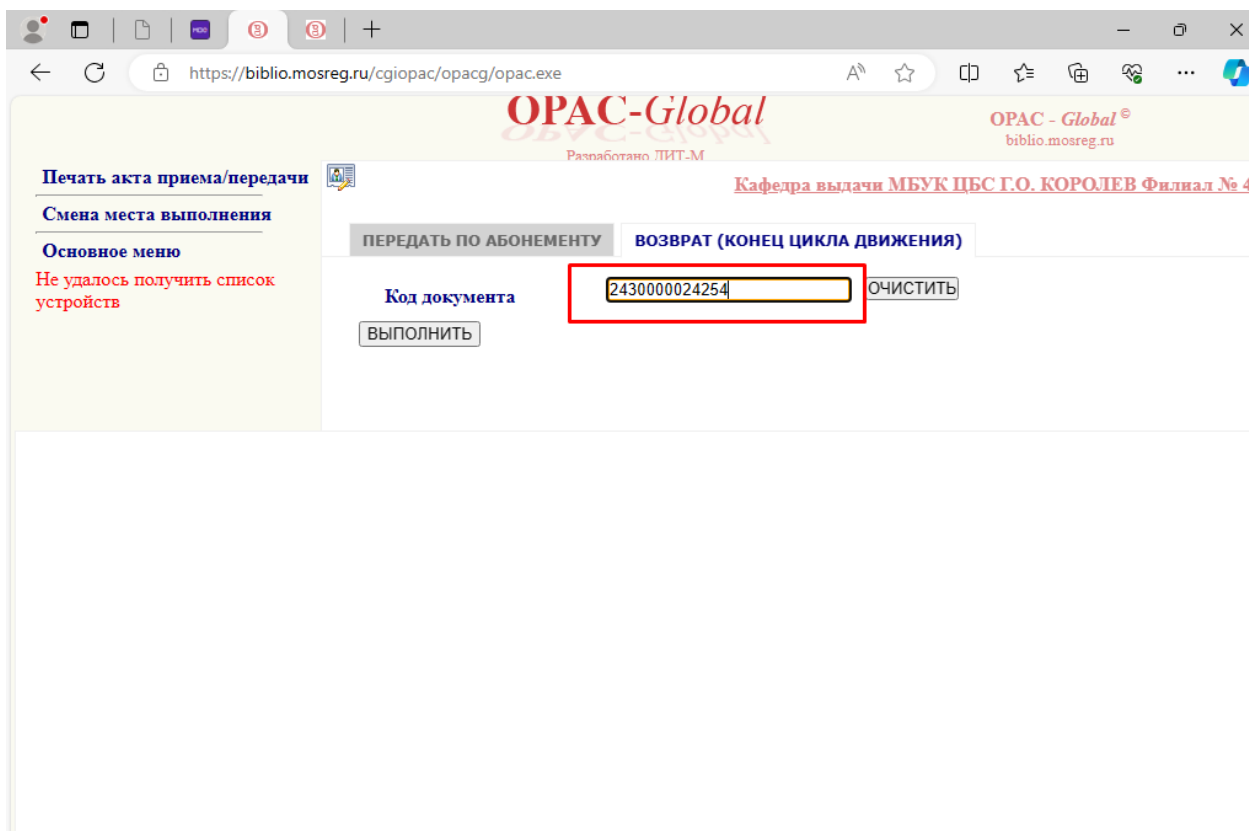 https://biblio.mosreg.ru/cgiopac/opacg/opac.exe
OPAC-Global
Разработано ДИТ-М
OPAC - Global ©
biblio.mosreg.ru
Печать акта приема/передачи
Смена места выполнения
Основное меню
Не удалось получить список
устройств
Кафедра выдачи МБУК ЦБС Г.О. КОРОЛЕВ Филиал № 4
ПЕРЕДАТЬ ПО АБОНЕМЕНТУ ВОЗВРАТ (КОНЕЦ ЦИКЛА ДВИЖЕНИЯ)
Код документа 2430000024254 ОЧИСТИТЬ
ВЫПОЛНИТЬ